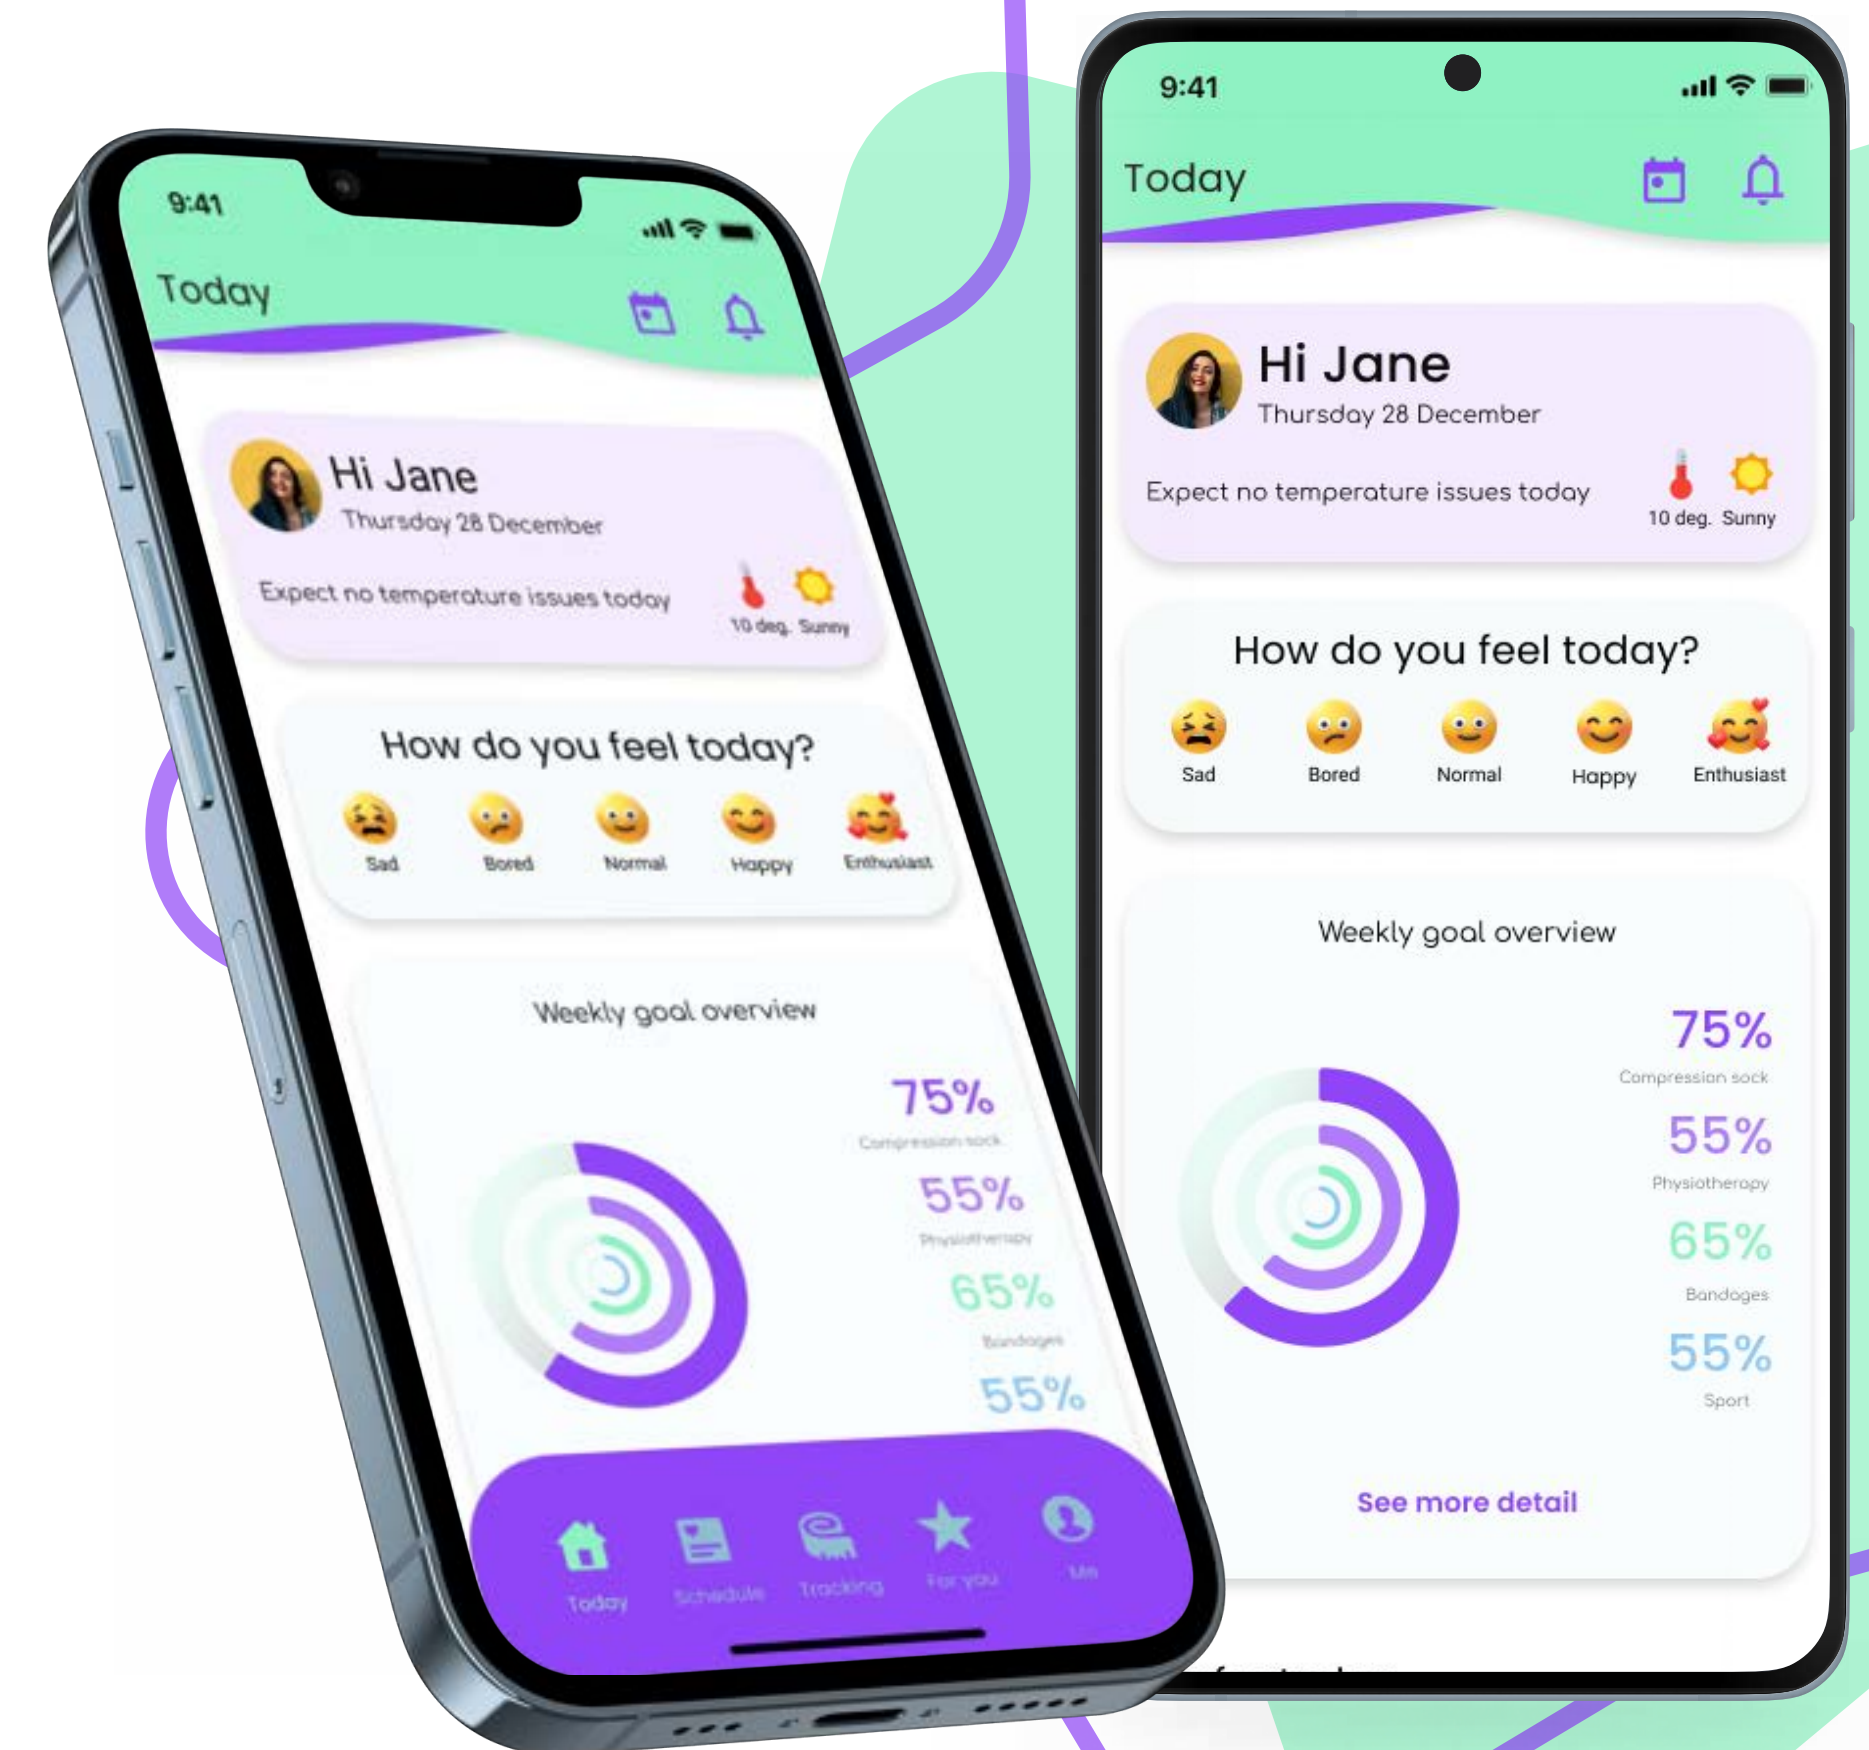 9:41
Today
Hi Jane
Thursday 28 December
Expect no temperature issues today
10 deg. Sunny
How do you feel today?
Sad Bored Normal Happy Enthusiast
Weekly goal overview
75%
Compression sock
55%
Physiotherapy
65%
Bandages
55%
Today Schedule Tracking For you Me
9:41
Today
Hi Jane
Thursday 28 December
Expect no temperature issues today
10 deg. Sunny
How do you feel today?
Sad Bored Normal Happy Enthusiast
Weekly goal overview
75%
Compression sock
55%
Physiotherapy
65%
Bandages
55%
Sport
See more detail